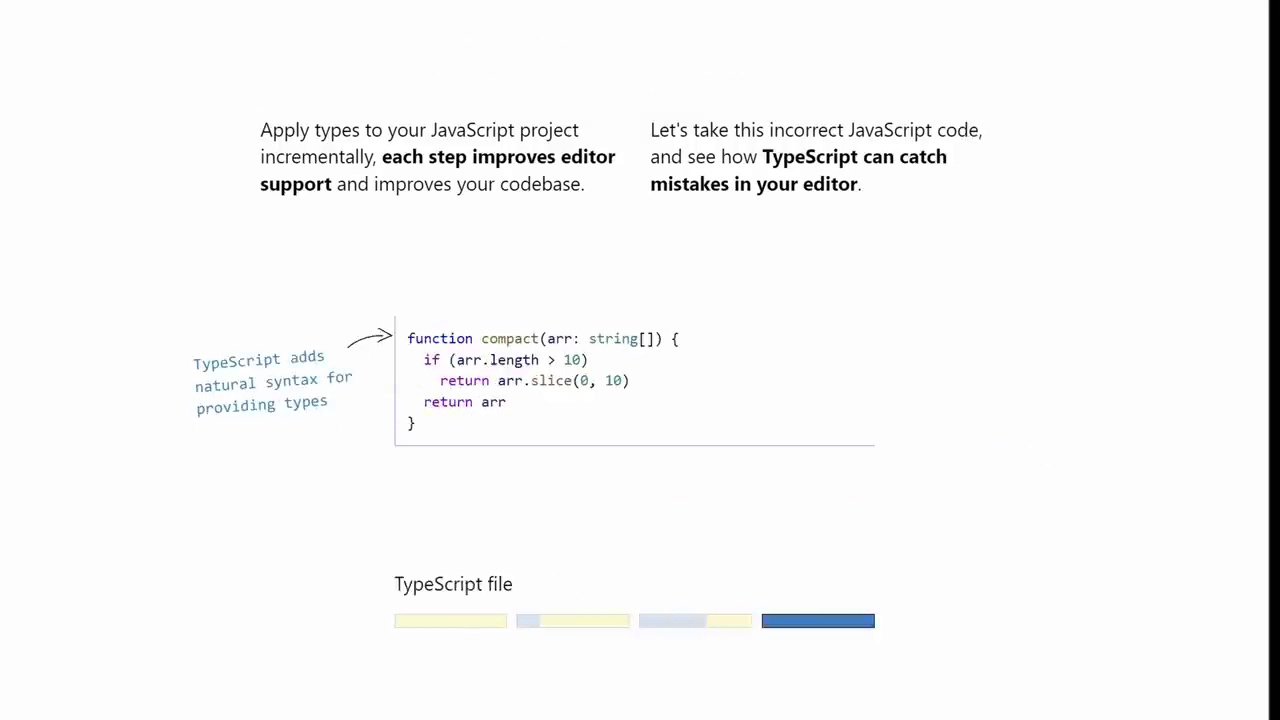 Apply types to your JavaScript project
incrementally, each step improves editor
support and improves your codebase.
Let's take this incorrect JavaScript code,
and see how TypeScript can catch
mistakes in your editor.
TypeScript adds
natural syntax for
providing types
function compact(arr: string[]) {
  if (arr.length > 10)
    return arr.slice(0, 10)
  return arr
}
TypeScript file